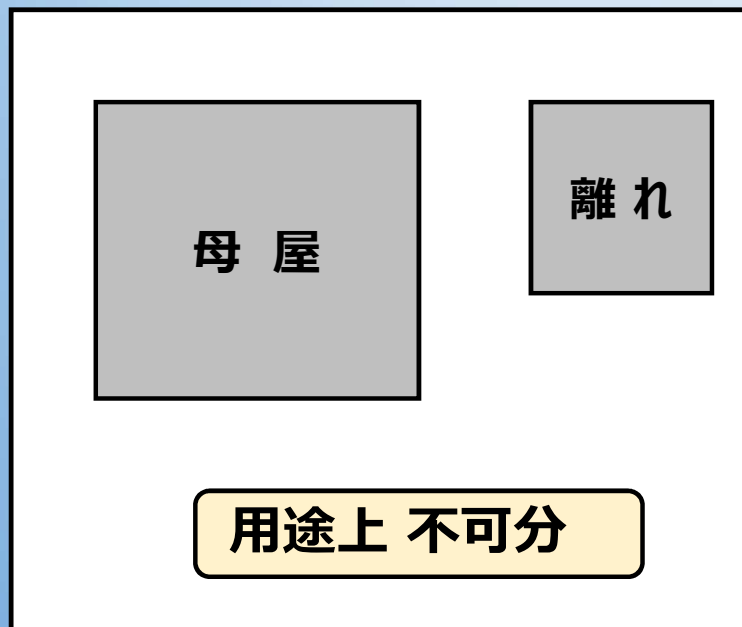 母 屋
離 れ
用途上 不可分